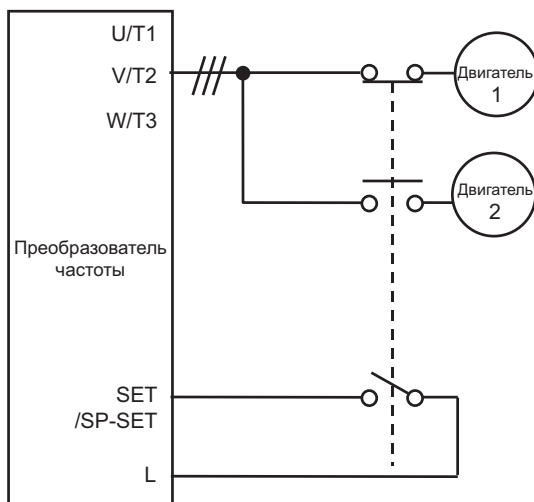 U/T1
V/T2
W/T3
Двигатель
1
Двигатель
2
Преобразователь
частоты
SET
/SP-SET
L